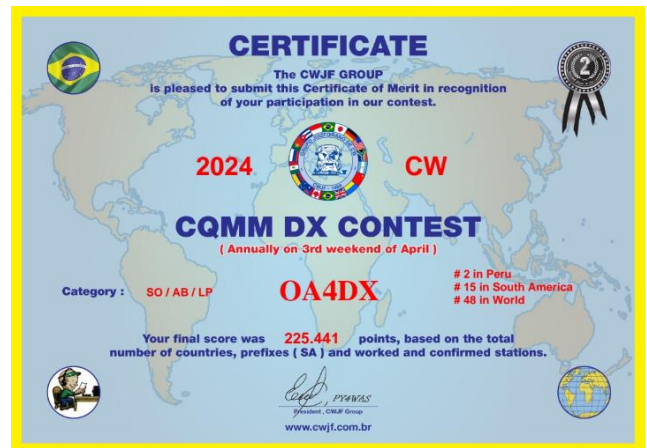 CERTIFICATE
The CWJF GROUP
is pleased to submit this Certificate of Merit in recognition
of your participation in our contest.
2
2024
CW
CQMM DX CONTEST
( Annually on 3rd weekend of April )
Category :
SO / AB / LP
OA4DX
# 2 in Peru
# 15 in South America
# 48 in World
Your final score was 225.441 points, based on the total
number of countries, prefixes ( SA ) and worked and confirmed stations.
, PY4WAS
President , CWJF Group
www.cwjf.com.br